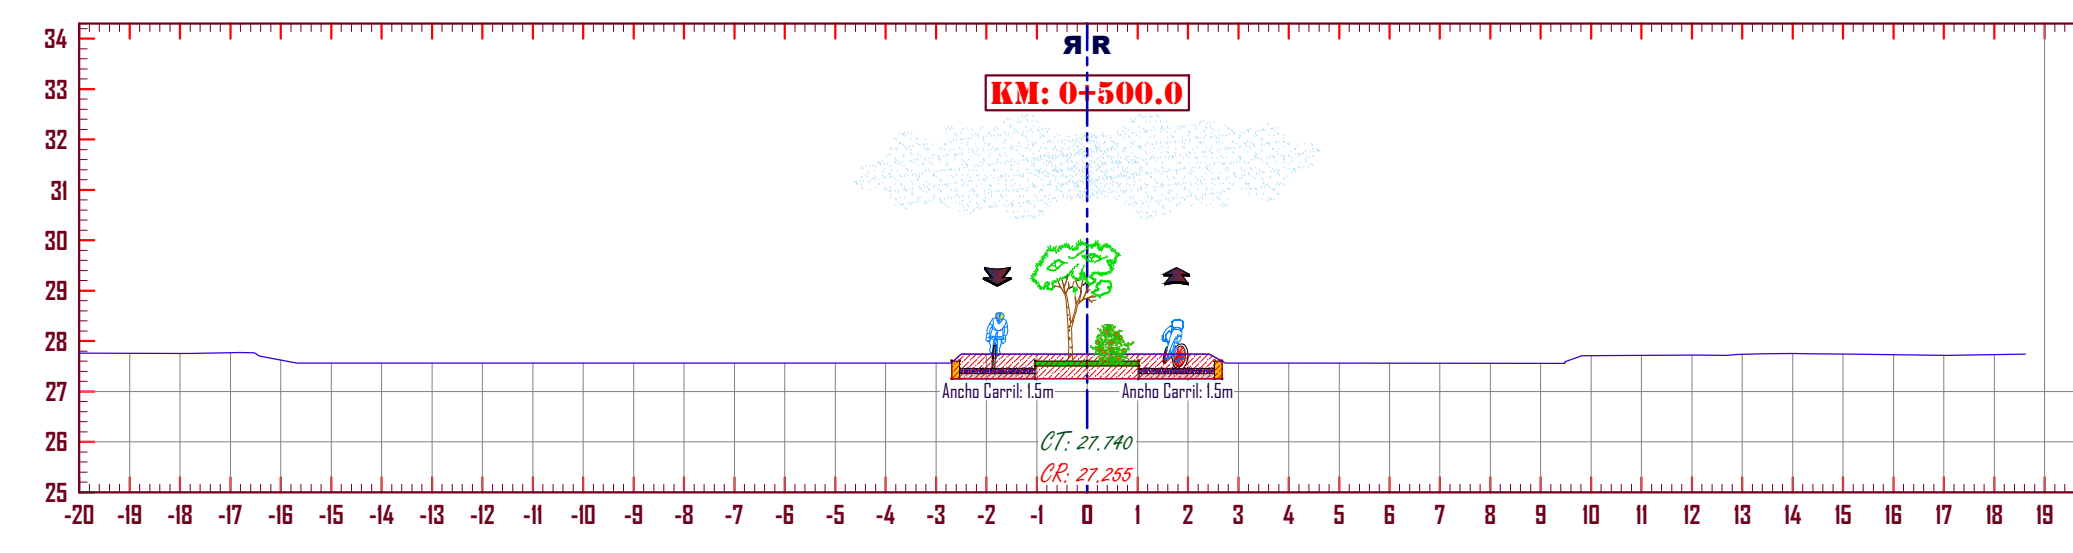 34
ЯR
33
KM: 0+500.0
32
31
30
29
28
27
Ancho Carril: 1.5m Ancho Carril: 1.5m
26
CT: 27.740
CR: 27.255
25
-20 -19 -18 -17 -16 -15 -14 -13 -12 -11 -10 -9 -8 -7 -6 -5 -4 -3 -2 -1 0 1 2 3 4 5 6 7 8 9 10 11 12 13 14 15 16 17 18 19